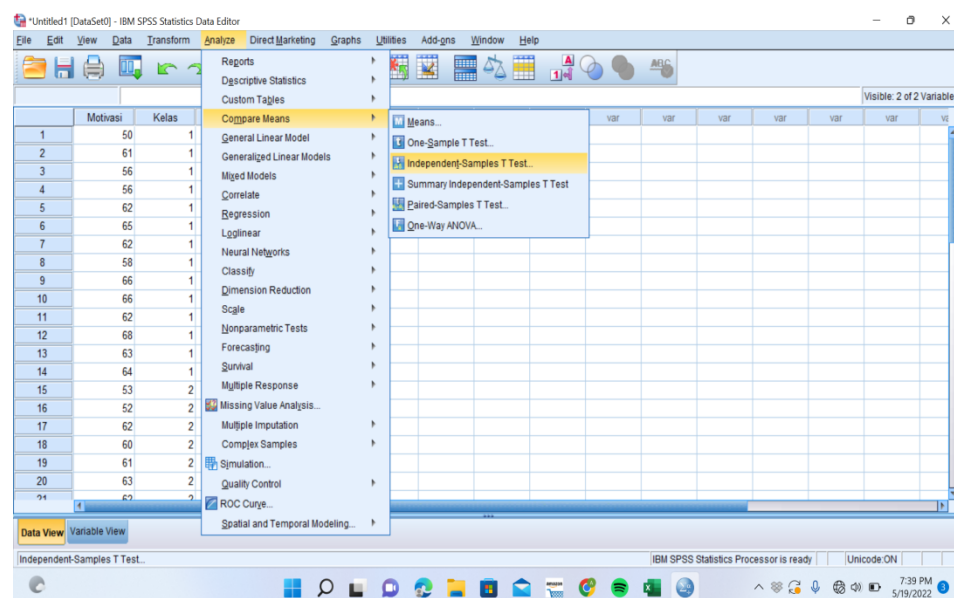 *Untitled1 [DataSet0] - IBM SPSS Statistics Data Editor
File Edit View Data Transform Analyze Direct Marketing Graphs Utilities Add-ons Window Help
Visible: 2 of 2 Variable
Motivasi Kelas var var var var var var va
1 50 1
2 61 1
3 56 1
4 56 1
5 62 1
6 65 1
7 62 1
8 58 1
9 66 1
10 66 1
11 62 1
12 68 1
13 63 1
14 64 1
15 53 2
16 52 2
17 62 2
18 60 2
19 61 2
20 63 2
21 62 2
Reports
Descriptive Statistics
Custom Tables
Compare Means
General Linear Model
Generalized Linear Models
Mixed Models
Correlate
Regression
Loglinear
Neural Networks
Classify
Dimension Reduction
Scale
Nonparametric Tests
Forecasting
Survival
Multiple Response
Missing Value Analysis...
Multiple Imputation
Complex Samples
Simulation...
Quality Control
ROC Curve...
Spatial and Temporal Modeling...
Means...
One-Sample T Test...
Independent-Samples T Test...
Summary Independent-Samples T Test
Paired-Samples T Test...
One-Way ANOVA...
Data View Variable View
Independent-Samples T Test...
IBM SPSS Statistics Processor is ready
Unicode:ON
7:39 PM
5/19/2022
3